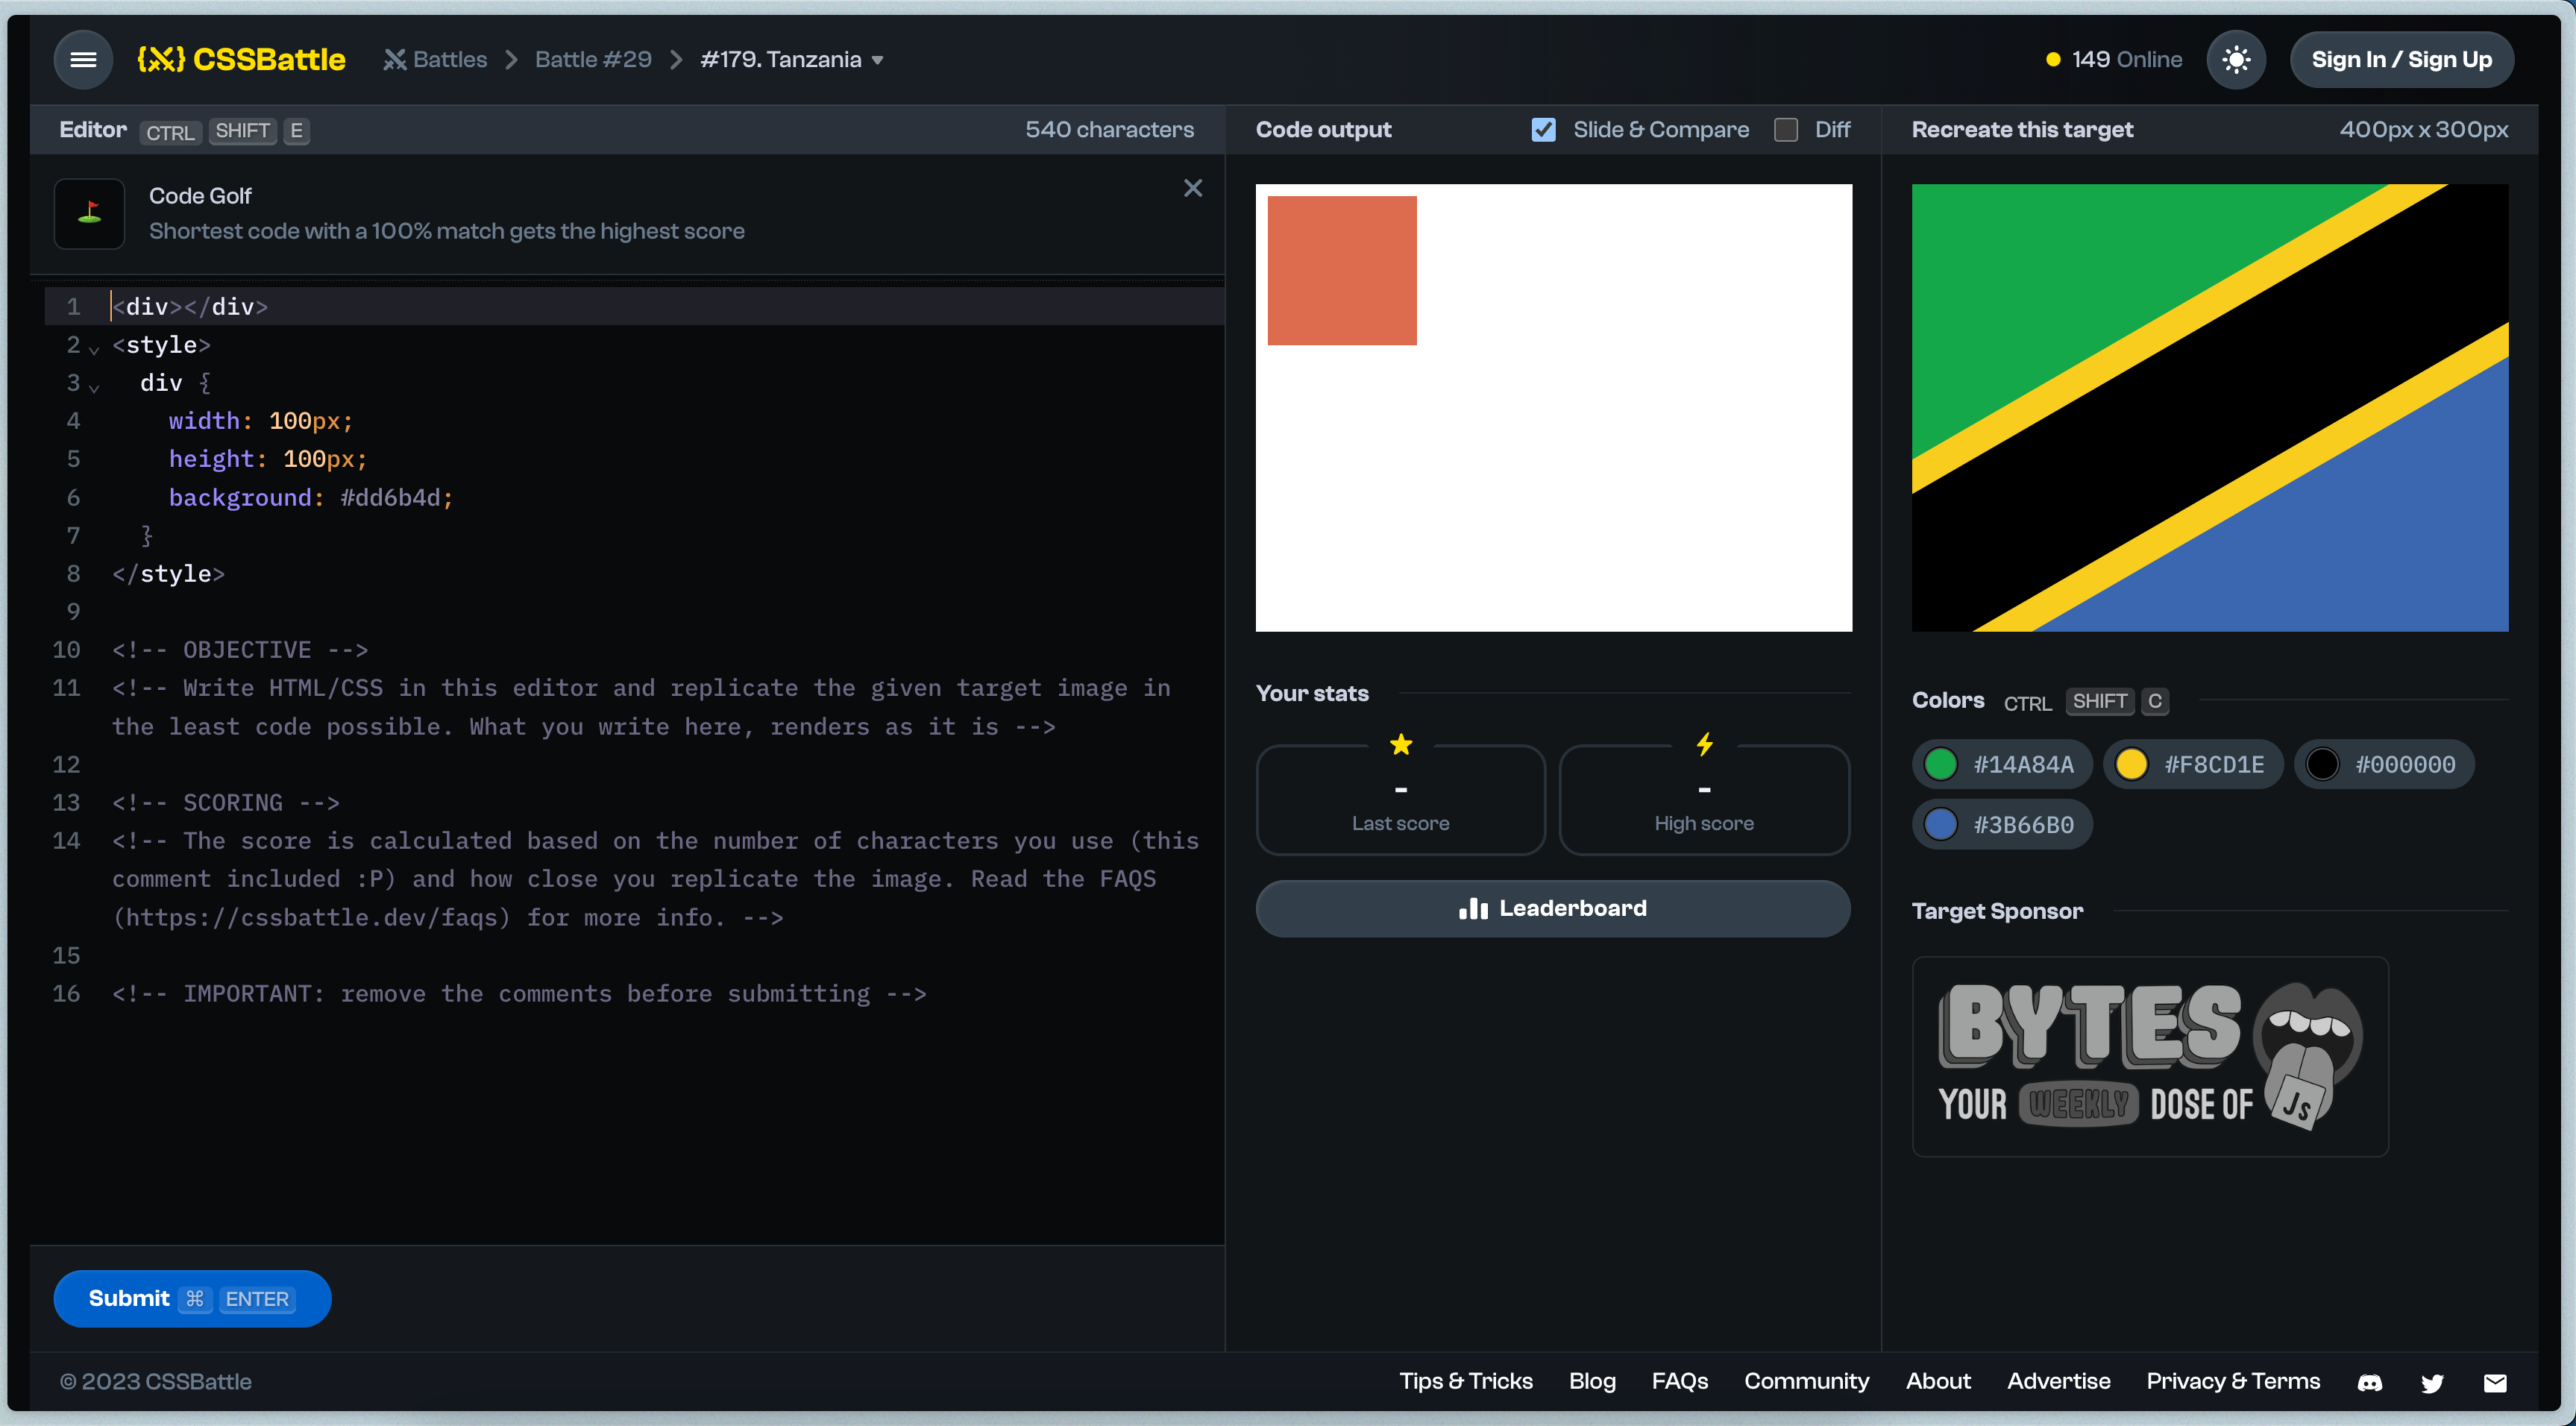 {X} CSSBattle Battles > Battle #29 > #179. Tanzania 149 Online Sign In / Sign Up
Editor CTRL SHIFT E 540 characters
Code Golf
Shortest code with a 100% match gets the highest score
1 <div></div>
2 <style>
3 div {
4 width: 100px;
5 height: 100px;
6 background: #dd6b4d;
7 }
8 </style>
9
10 <!-- OBJECTIVE -->
11 <!-- Write HTML/CSS in this editor and replicate the given target image in
the least code possible. What you write here, renders as it is -->
12
13 <!-- SCORING -->
14 <!-- The score is calculated based on the number of characters you use (this
comment included :P) and how close you replicate the image. Read the FAQS
(https://cssbattle.dev/faqs) for more info. -->
15
16 <!-- IMPORTANT: remove the comments before submitting -->
Submit ⌘ ENTER
Code output Slide & Compare Diff
Your stats
-
Last score
-
High score
Leaderboard
Recreate this target 400px x 300px
Colors CTRL SHIFT C
#14A84A #F8CD1E #000000
#3B66B0
Target Sponsor
BYTES
YOUR WEEKLY DOSE OF JS
© 2023 CSSBattle Tips & Tricks Blog FAQs Community About Advertise Privacy & Terms